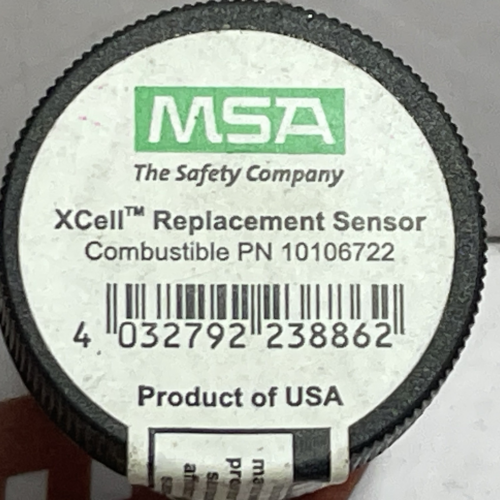 MSA
The Safety Company
XCell™ Replacement Sensor
Combustible PN 10106722
4 032792 238862
Product of USA